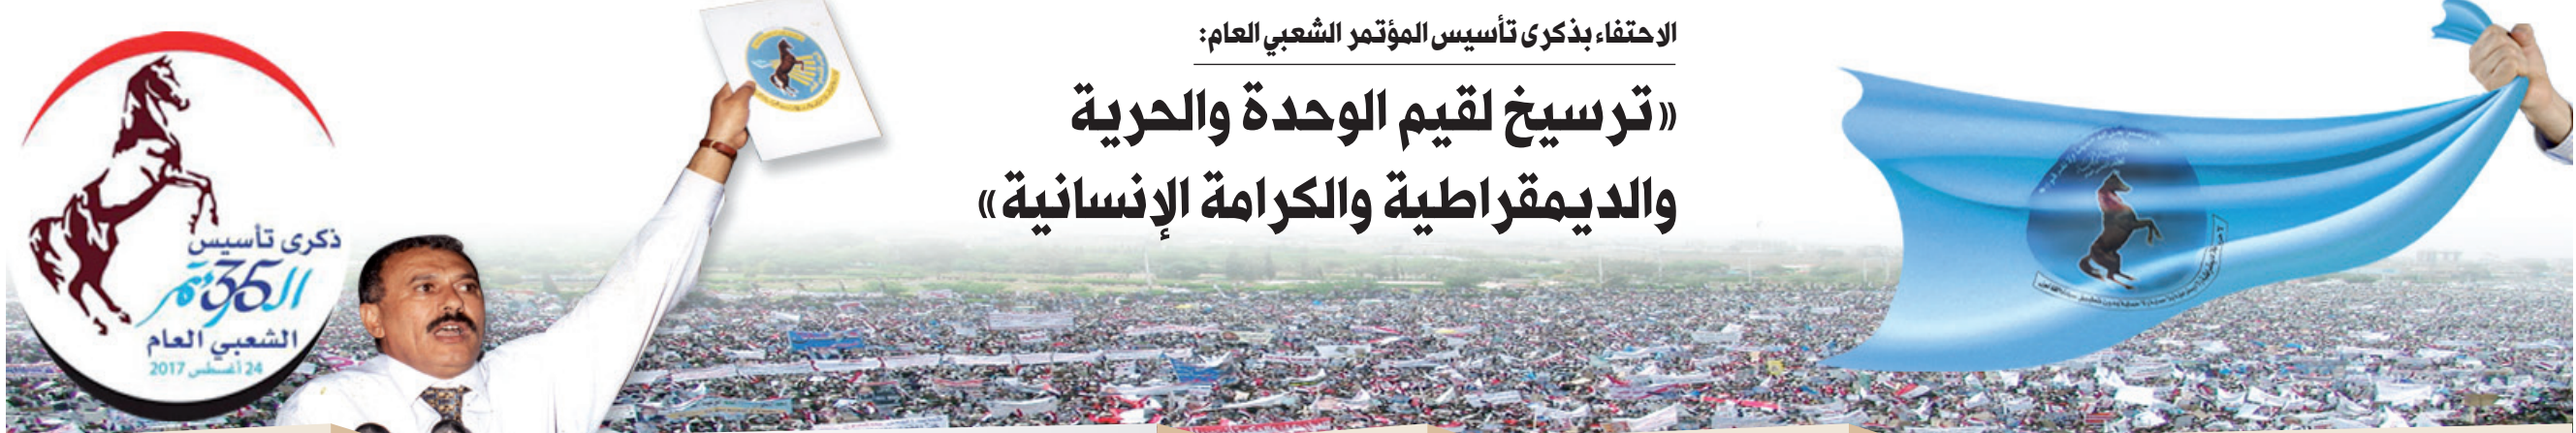 الاحتفاء بذكرى تأسيس المؤتمر الشعبي العام:
«ترسيخ لقيم الوحدة والحرية
والديمقراطية والكرامة الإنسانية»
ذكرى تأسيس
الـ35
الشعبي العام
24 أغسطس 2017